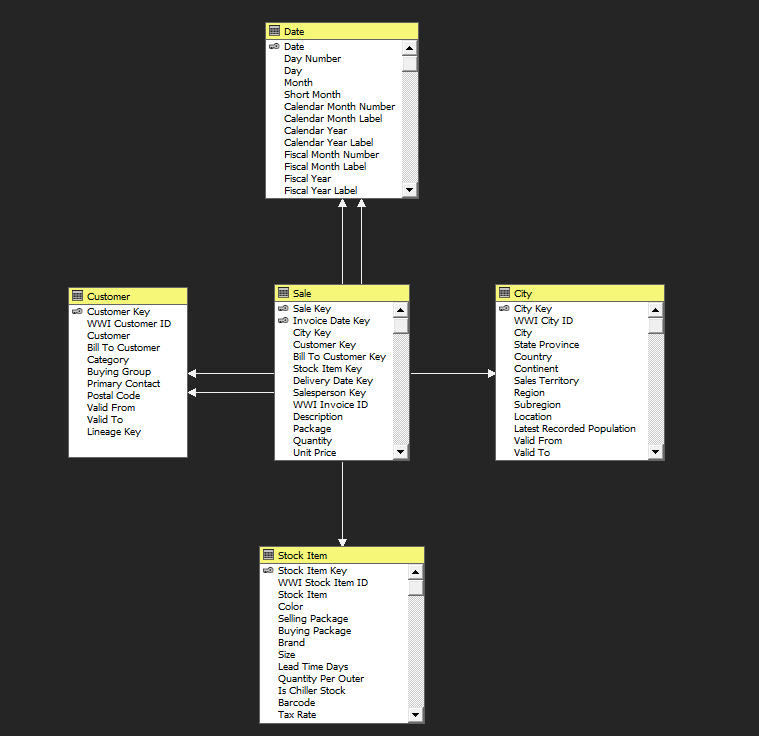 Date
Date
Day Number
Day
Month
Short Month
Calendar Month Number
Calendar Month Label
Calendar Year
Calendar Year Label
Fiscal Month Number
Fiscal Month Label
Fiscal Year
Fiscal Year Label
Customer
Customer Key
WWI Customer ID
Customer
Bill To Customer
Category
Buying Group
Primary Contact
Postal Code
Valid From
Valid To
Lineage Key
Sale
Sale Key
Invoice Date Key
City Key
Customer Key
Bill To Customer Key
Stock Item Key
Delivery Date Key
Salesperson Key
WWI Invoice ID
Description
Package
Quantity
Unit Price
City
City Key
WWI City ID
City
State Province
Country
Continent
Sales Territory
Region
Subregion
Location
Latest Recorded Population
Valid From
Valid To
Stock Item
Stock Item Key
WWI Stock Item ID
Stock Item
Color
Selling Package
Buying Package
Brand
Size
Lead Time Days
Quantity Per Outer
Is Chiller Stock
Barcode
Tax Rate